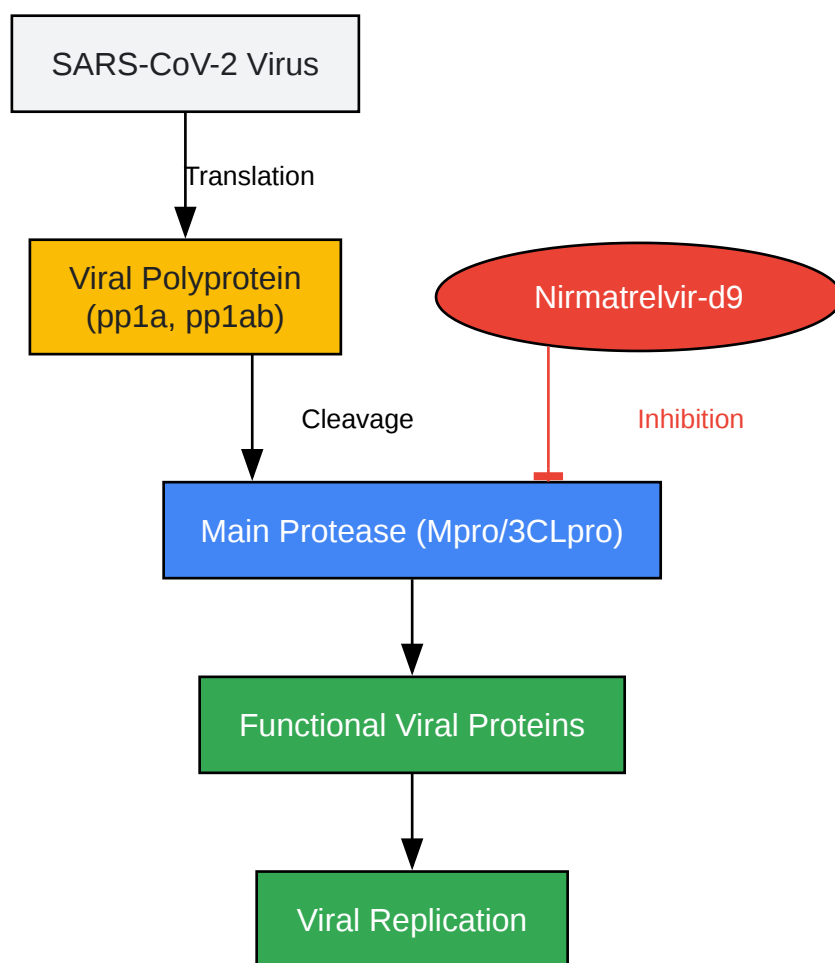 SARS-CoV-2 Virus
Translation
Viral Polyprotein
(pp1a, pp1ab)
Nirmatrelvir-d9
Cleavage
Inhibition
Main Protease (Mpro/3CLpro)
Functional Viral Proteins
Viral Replication